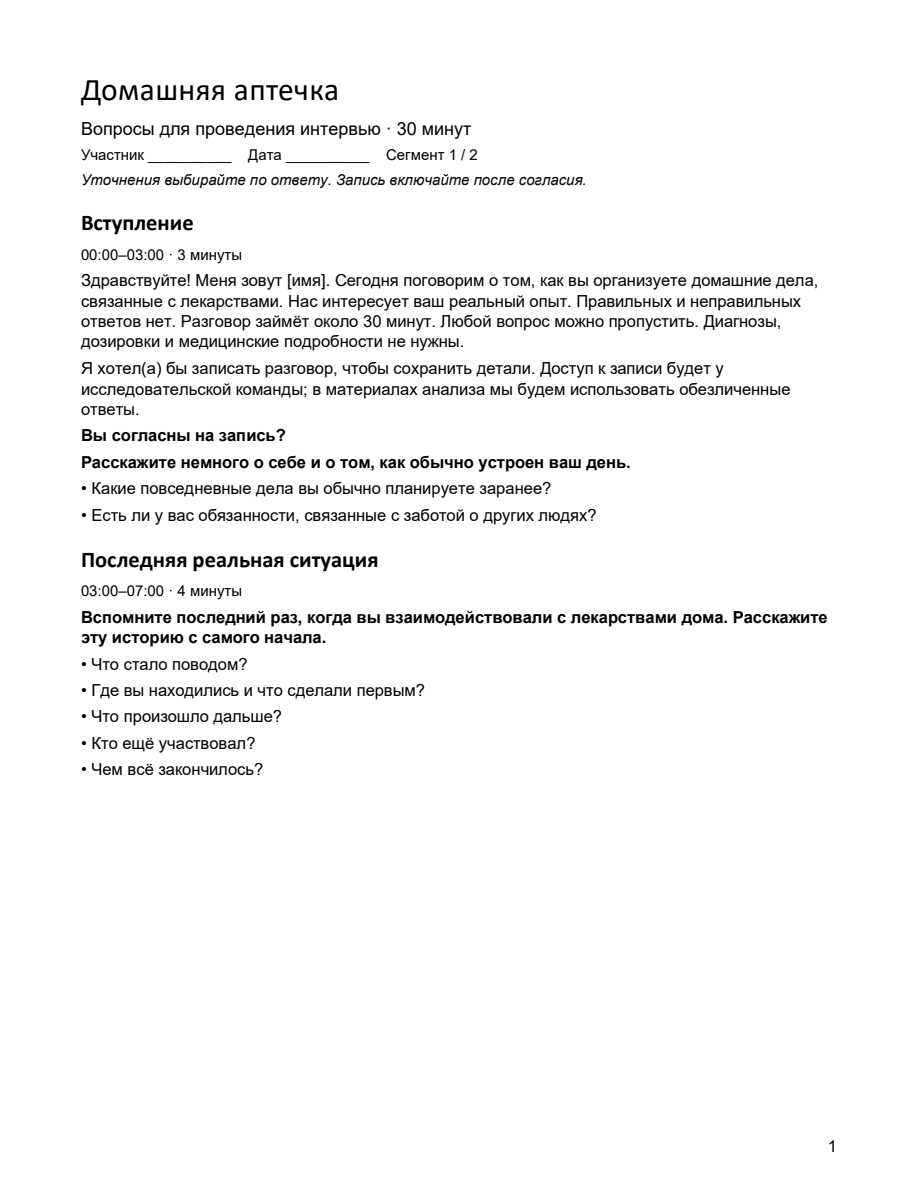 Домашняя аптечка
Вопросы для проведения интервью · 30 минут
Участник __________ Дата __________ Сегмент 1 / 2
Уточнения выбирайте по ответу. Запись включайте после согласия.
Вступление
00:00–03:00 · 3 минуты
Здравствуйте! Меня зовут [имя]. Сегодня поговорим о том, как вы организуете домашние дела,
связанные с лекарствами. Нас интересует ваш реальный опыт. Правильных и неправильных
ответов нет. Разговор займёт около 30 минут. Любой вопрос можно пропустить. Диагнозы,
дозировки и медицинские подробности не нужны.
Я хотел(а) бы записать разговор, чтобы сохранить детали. Доступ к записи будет у
исследовательской команды; в материалах анализа мы будем использовать обезличенные
ответы.
Вы согласны на запись?
Расскажите немного о себе и о том, как обычно устроен ваш день.
• Какие повседневные дела вы обычно планируете заранее?
• Есть ли у вас обязанности, связанные с заботой о других людях?
Последняя реальная ситуация
03:00–07:00 · 4 минуты
Вспомните последний раз, когда вы взаимодействовали с лекарствами дома. Расскажите
эту историю с самого начала.
• Что стало поводом?
• Где вы находились и что сделали первым?
• Что произошло дальше?
• Кто ещё участвовал?
• Чем всё закончилось?
1